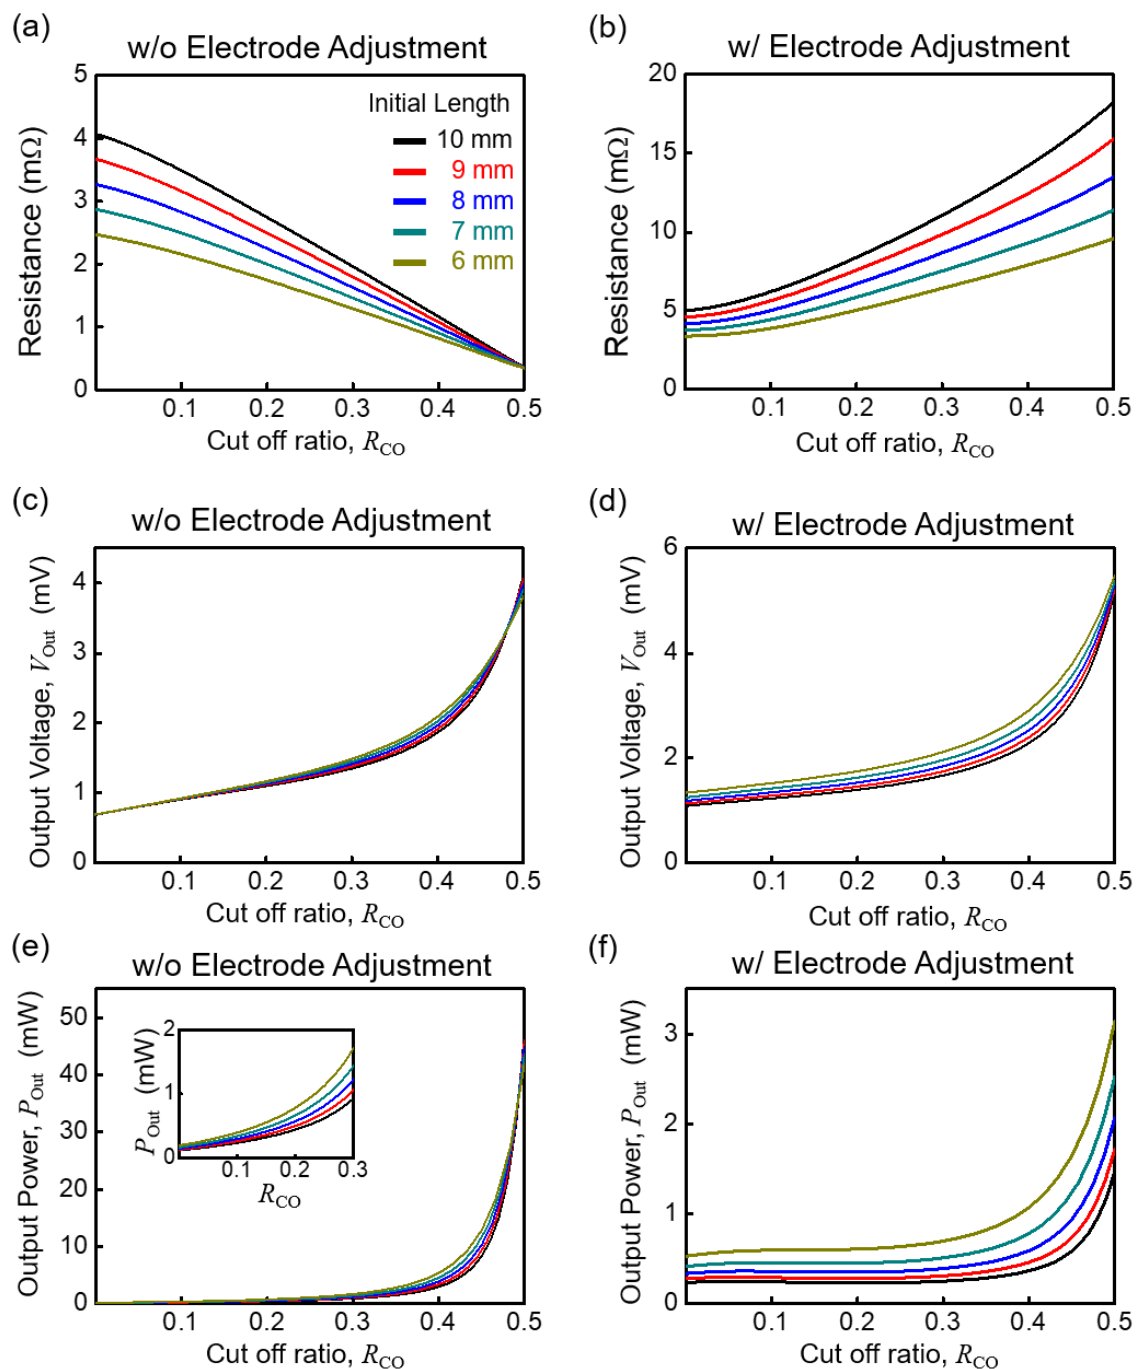 (a)
w/o Electrode Adjustment
Resistance (mΩ)
5
4
3
2
1
0
Initial Length
10 mm
9 mm
8 mm
7 mm
6 mm
0.1 0.2 0.3 0.4 0.5
Cut off ratio, RCO
(b)
w/ Electrode Adjustment
Resistance (mΩ)
20
15
10
5
0
0.1 0.2 0.3 0.4 0.5
Cut off ratio, RCO
(c)
w/o Electrode Adjustment
Output Voltage, VOut (mV)
4
3
2
1
0
0.1 0.2 0.3 0.4 0.5
Cut off ratio, RCO
(d)
w/ Electrode Adjustment
Output Voltage, VOut (mV)
6
4
2
0
0.1 0.2 0.3 0.4 0.5
Cut off ratio, RCO
(e)
w/o Electrode Adjustment
Output Power, POut (mW)
50
40
30
20
10
0
POut (mW)
2
1
0
0.1 0.2 0.3
RCO
0.1 0.2 0.3 0.4 0.5
Cut off ratio, RCO
(f)
w/ Electrode Adjustment
Output Power, POut (mW)
3
2
1
0
0.1 0.2 0.3 0.4 0.5
Cut off ratio, RCO